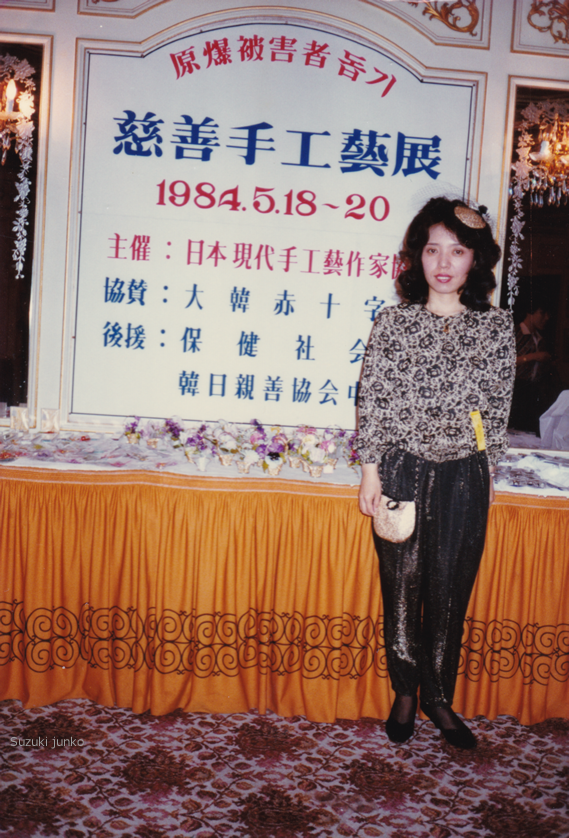 原爆被害者돕기
慈善手工藝展
1984.5.18~20
主催：日本現代手工藝作家
協賛：大韓赤十字
後援：保健社会
韓日親善協会中
Suzuki junko